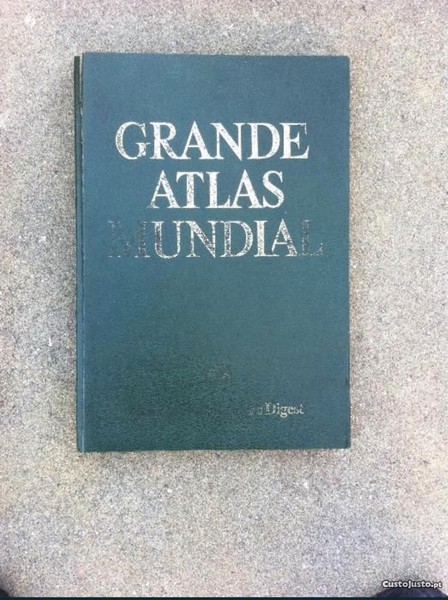 GRANDE
ATLAS
MUNDIAL
Digest
CustoJusto.pt